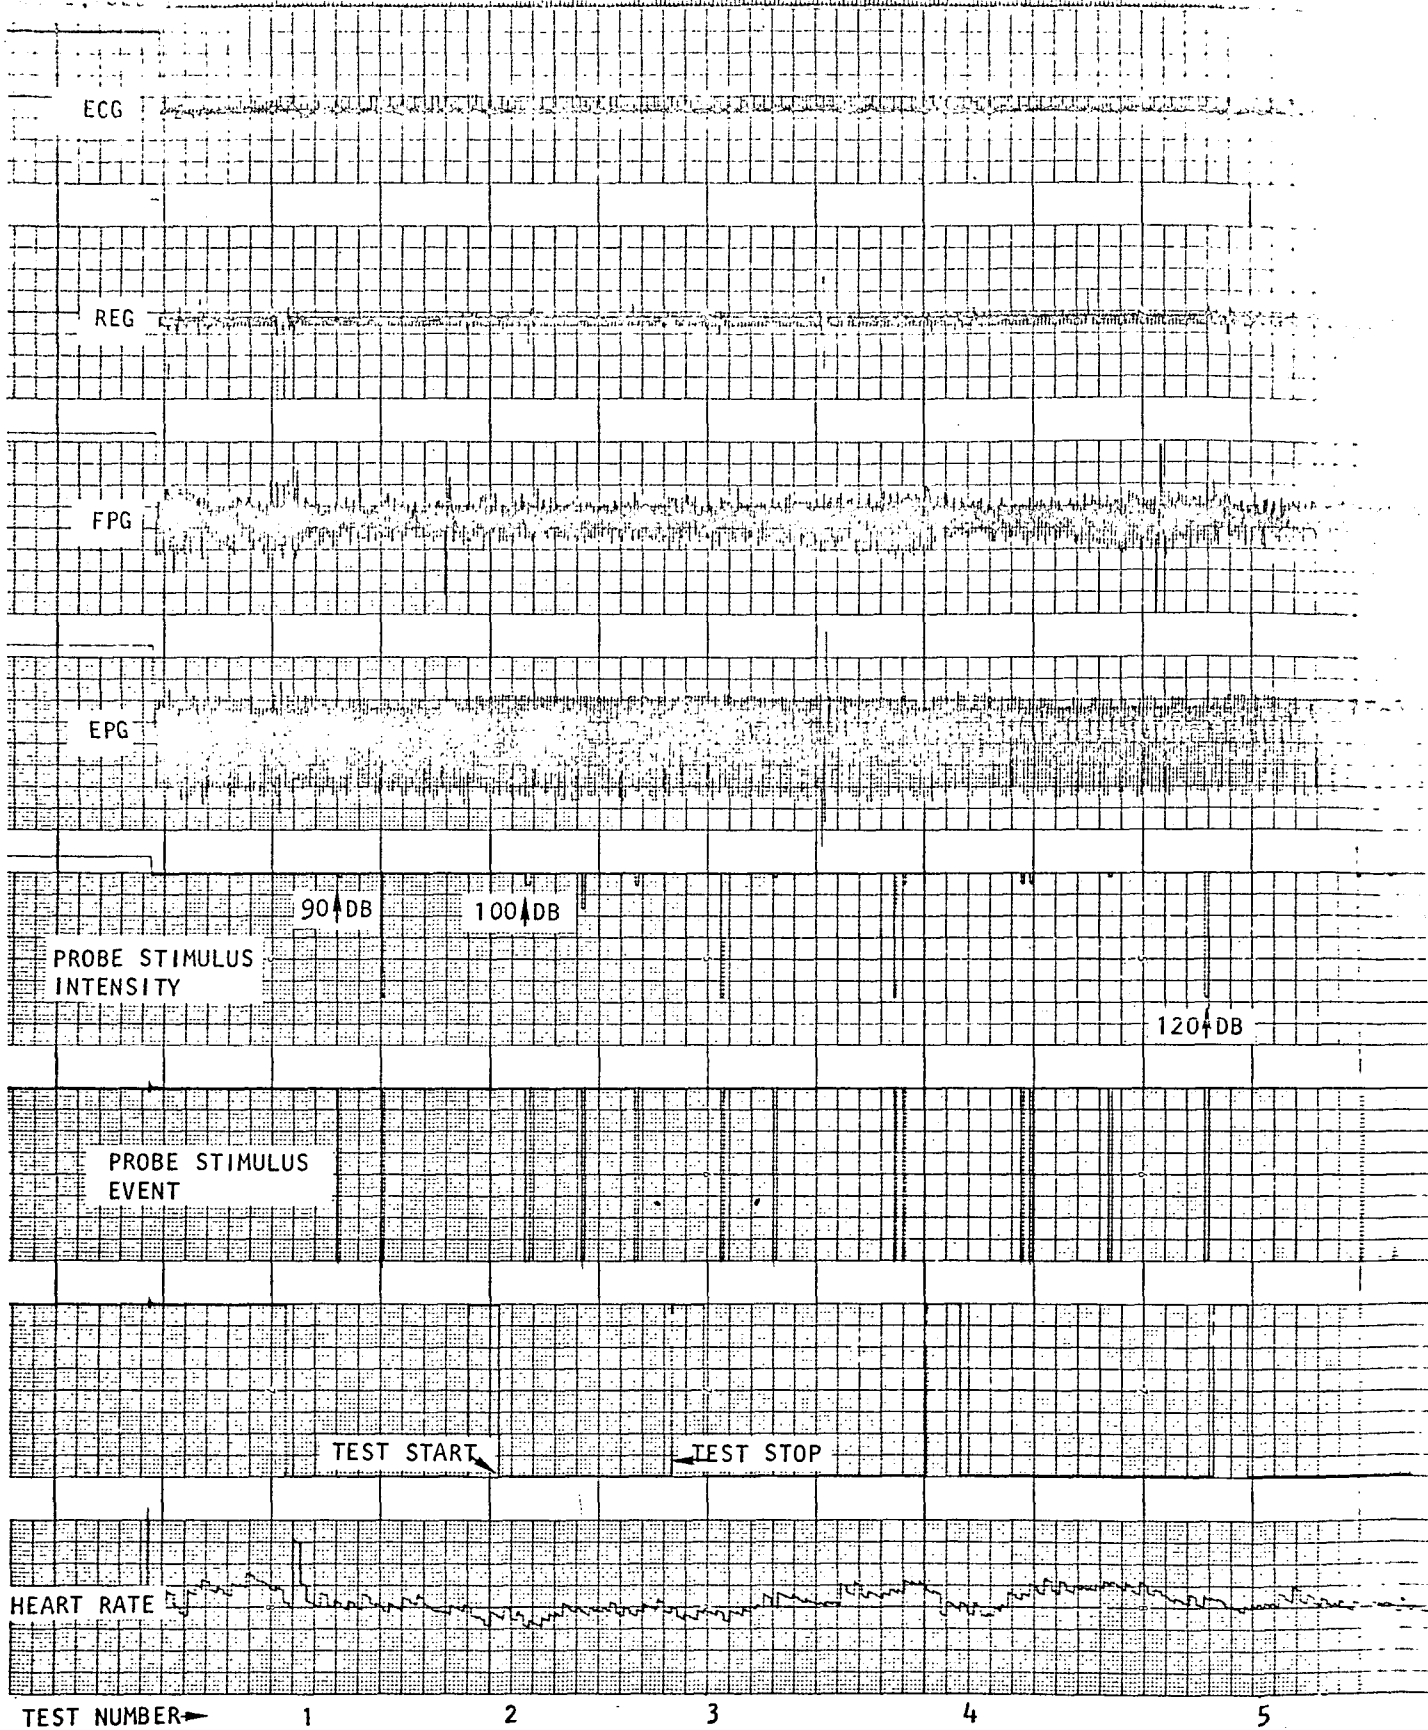 ECG
REG
FPG
EPG
90 DB
100 DB
PROBE STIMULUS
INTENSITY
120 DB
PROBE STIMULUS
EVENT
TEST START
TEST STOP
HEART RATE
TEST NUMBER 1 2 3 4 5